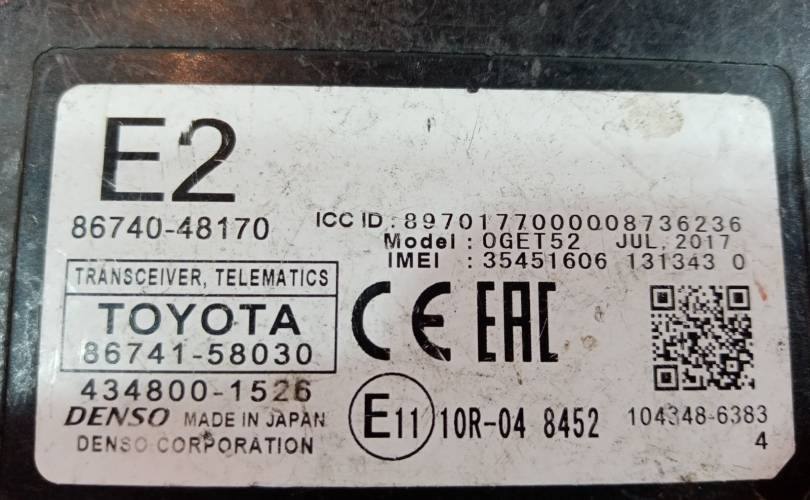 E2
86740-48170
ICC ID : 8970177000008736236
Model : 0GET52 JUL, 2017
IMEI : 35451606 131343 0
TRANSCEIVER, TELEMATICS
TOYOTA
86741-58030
CE EAC
434800-1526
DENSO MADE IN JAPAN
DENSO CORPORATION
E11 10R-04 8452
104348-6383
4